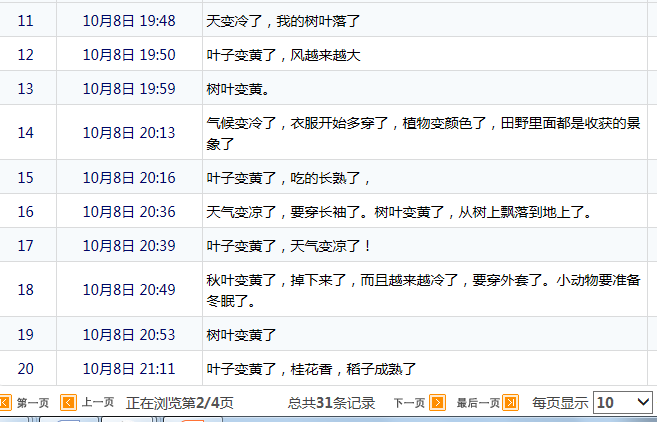 11 10月8日 19:48 天变冷了，我的树叶落了
12 10月8日 19:50 叶子变黄了，风越来越大
13 10月8日 19:59 树叶变黄。
14 10月8日 20:13 气候变冷了，衣服开始多穿了，植物变颜色了，田野里面都是收获的景
象了
15 10月8日 20:16 叶子变黄了，吃的长熟了，
16 10月8日 20:36 天气变凉了，要穿长袖了。树叶变黄了，从树上飘落到地上了。
17 10月8日 20:39 叶子变黄了，天气变凉了！
18 10月8日 20:49 秋叶变黄了，掉下来了，而且越来越冷了，要穿外套了。小动物要准备
冬眠了。
19 10月8日 20:53 树叶变黄了
20 10月8日 21:11 叶子变黄了，桂花香，稻子成熟了
第一页 上一页 正在浏览第2/4页 总共31条记录 下一页 最后一页 每页显示 10